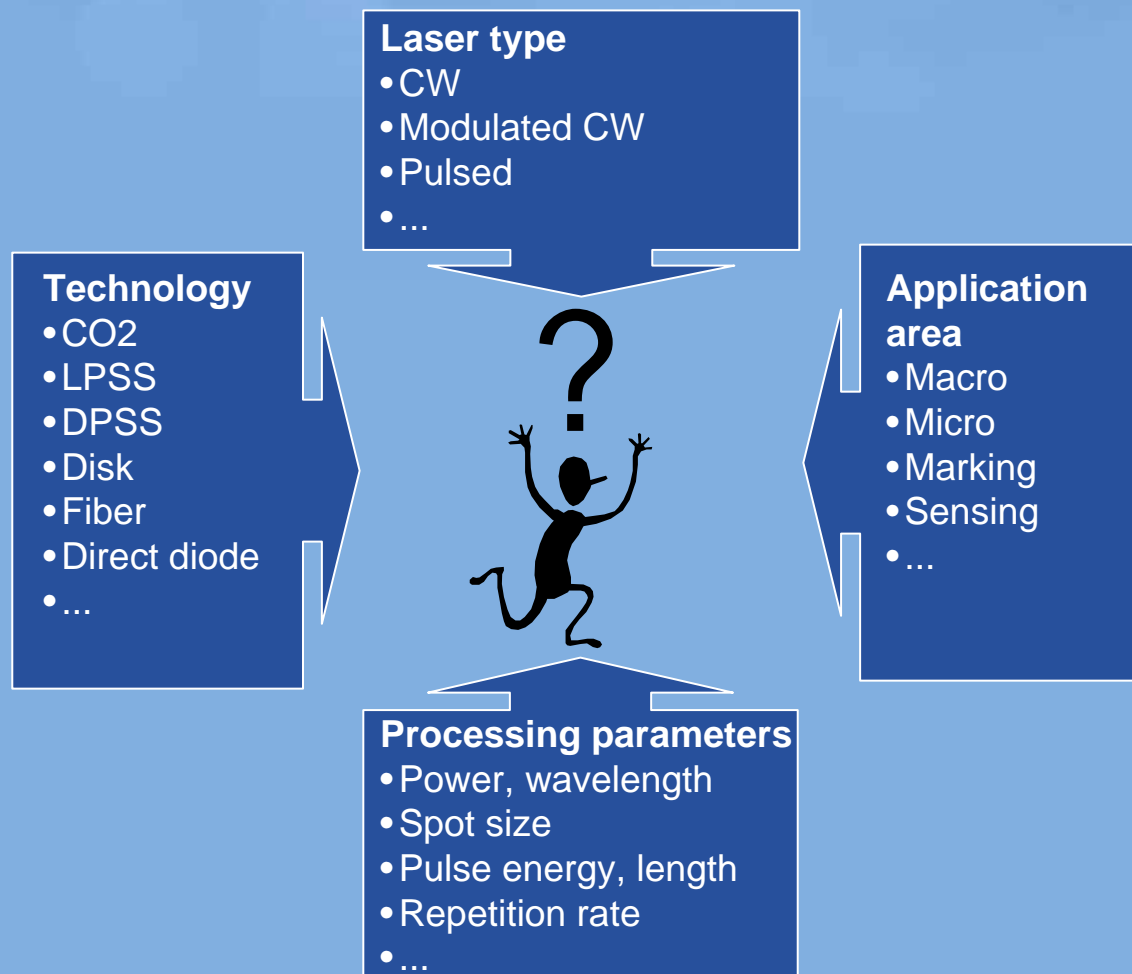 Laser type
•CW
•Modulated CW
•Pulsed
•...
Technology
•CO2
•LPSS
•DPSS
•Disk
•Fiber
•Direct diode
•...
?
Application
area
•Macro
•Micro
•Marking
•Sensing
•...
Processing parameters
•Power, wavelength
•Spot size
•Pulse energy, length
•Repetition rate
•...